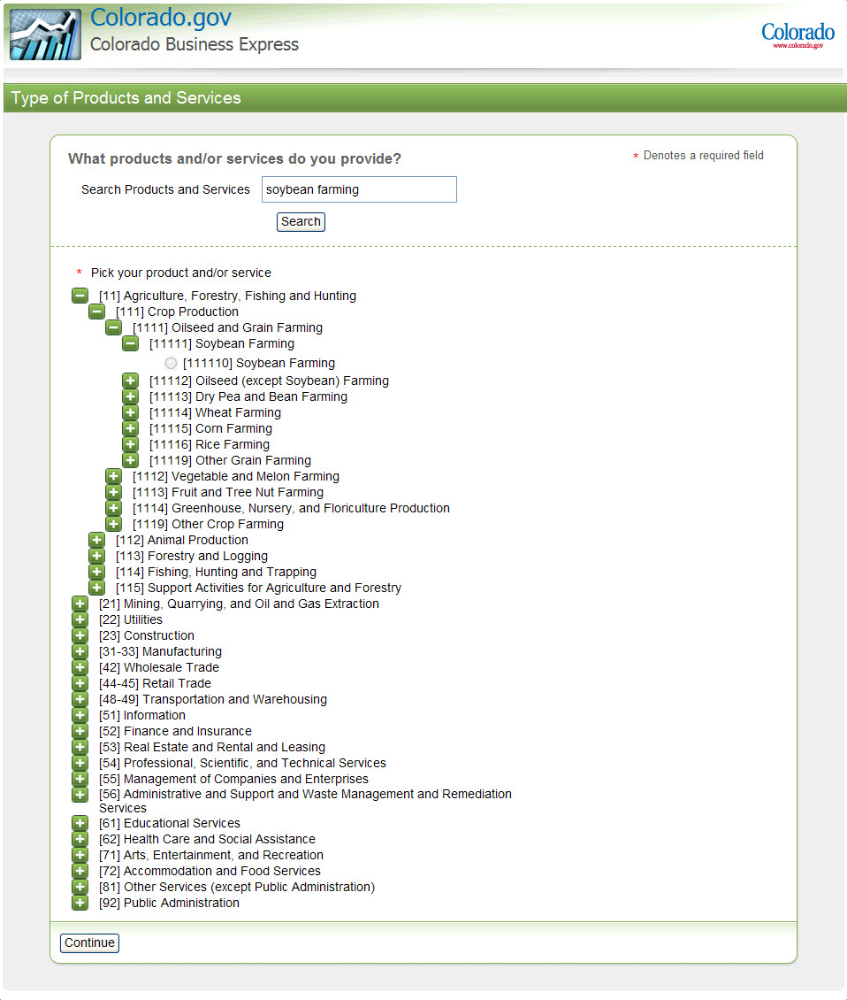 Colorado.gov
Colorado Business Express
Colorado
www.colorado.gov
Type of Products and Services
What products and/or services do you provide?
* Denotes a required field
Search Products and Services
soybean farming
Search
* Pick your product and/or service
[11] Agriculture, Forestry, Fishing and Hunting
[111] Crop Production
[1111] Oilseed and Grain Farming
[11111] Soybean Farming
[111110] Soybean Farming
[11112] Oilseed (except Soybean) Farming
[11113] Dry Pea and Bean Farming
[11114] Wheat Farming
[11115] Corn Farming
[11116] Rice Farming
[11119] Other Grain Farming
[1112] Vegetable and Melon Farming
[1113] Fruit and Tree Nut Farming
[1114] Greenhouse, Nursery, and Floriculture Production
[1119] Other Crop Farming
[112] Animal Production
[113] Forestry and Logging
[114] Fishing, Hunting and Trapping
[115] Support Activities for Agriculture and Forestry
[21] Mining, Quarrying, and Oil and Gas Extraction
[22] Utilities
[23] Construction
[31-33] Manufacturing
[42] Wholesale Trade
[44-45] Retail Trade
[48-49] Transportation and Warehousing
[51] Information
[52] Finance and Insurance
[53] Real Estate and Rental and Leasing
[54] Professional, Scientific, and Technical Services
[55] Management of Companies and Enterprises
[56] Administrative and Support and Waste Management and Remediation
Services
[61] Educational Services
[62] Health Care and Social Assistance
[71] Arts, Entertainment, and Recreation
[72] Accommodation and Food Services
[81] Other Services (except Public Administration)
[92] Public Administration
Continue